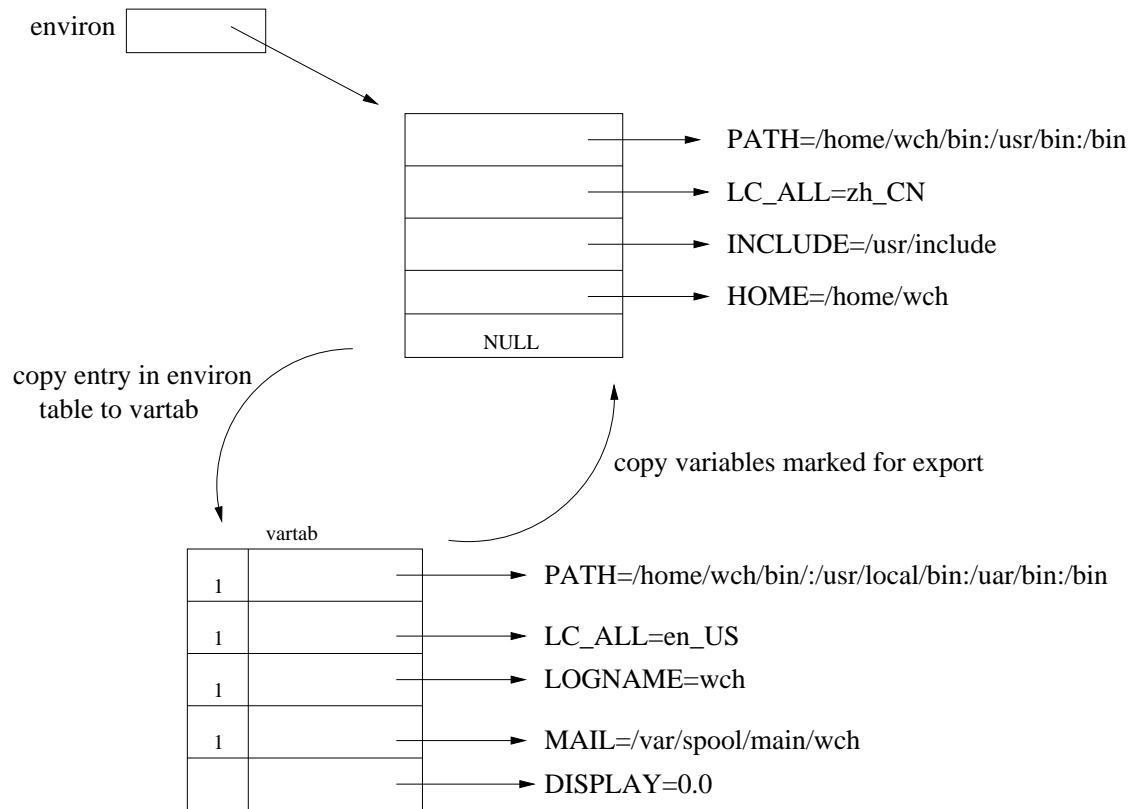 environ
PATH=/home/wch/bin:/usr/bin:/bin
LC_ALL=zh_CN
INCLUDE=/usr/include
HOME=/home/wch
NULL
copy entry in environ
table to vartab
copy variables marked for export
vartab
1 PATH=/home/wch/bin/:/usr/local/bin:/uar/bin:/bin
1 LC_ALL=en_US
1 LOGNAME=wch
1 MAIL=/var/spool/main/wch
DISPLAY=0.0